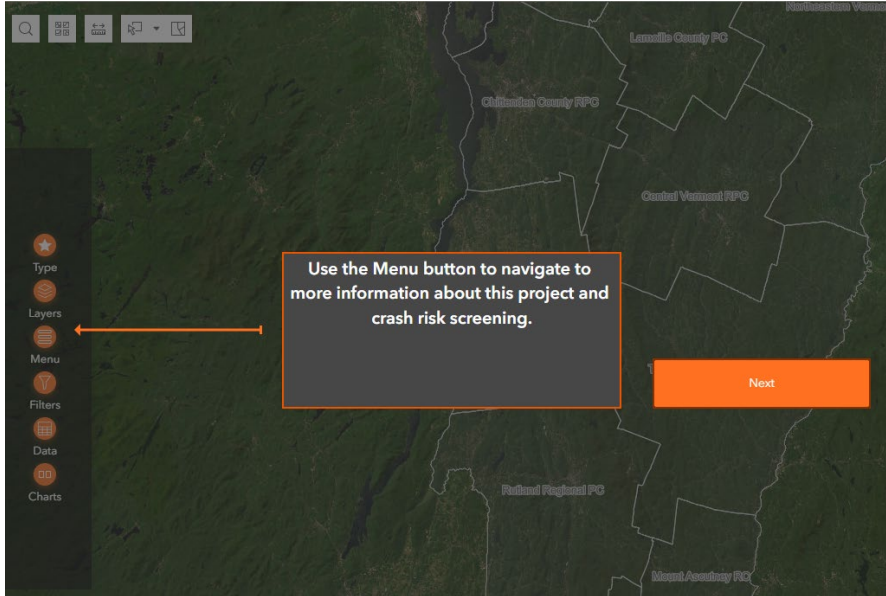 Northeastern Vermo
Lamoille County PC
Chittenden County RPC
Central Vermont RPC
Type
Layers
Menu
Filters
Data
Charts
Use the Menu button to navigate to
more information about this project and
crash risk screening.
Next
Rutland Regional PC
Mount Ascutney RC